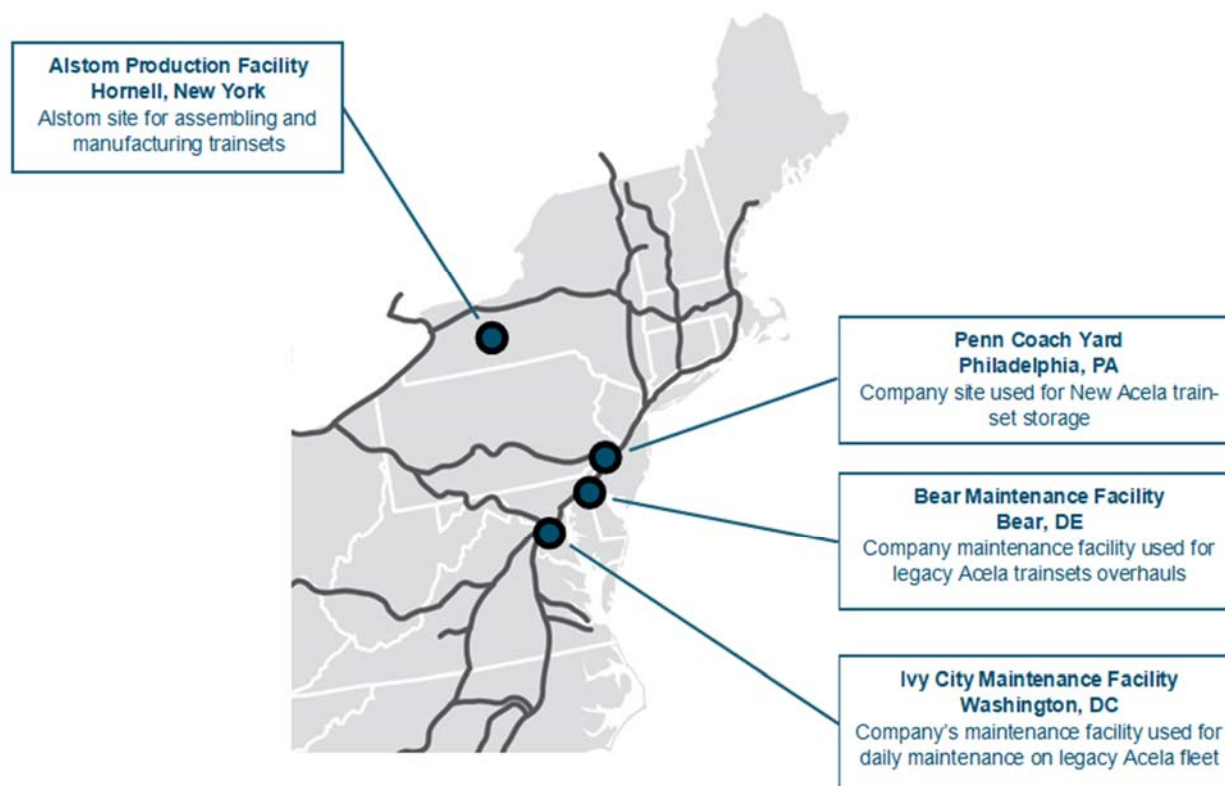 Alstom Production Facility
Hornell, New York
Alstom site for assembling and
manufacturing trainsets
Penn Coach Yard
Philadelphia, PA
Company site used for New Acela train-
set storage
Bear Maintenance Facility
Bear, DE
Company maintenance facility used for
legacy Acela trainsets overhauls
Ivy City Maintenance Facility
Washington, DC
Company's maintenance facility used for
daily maintenance on legacy Acela fleet